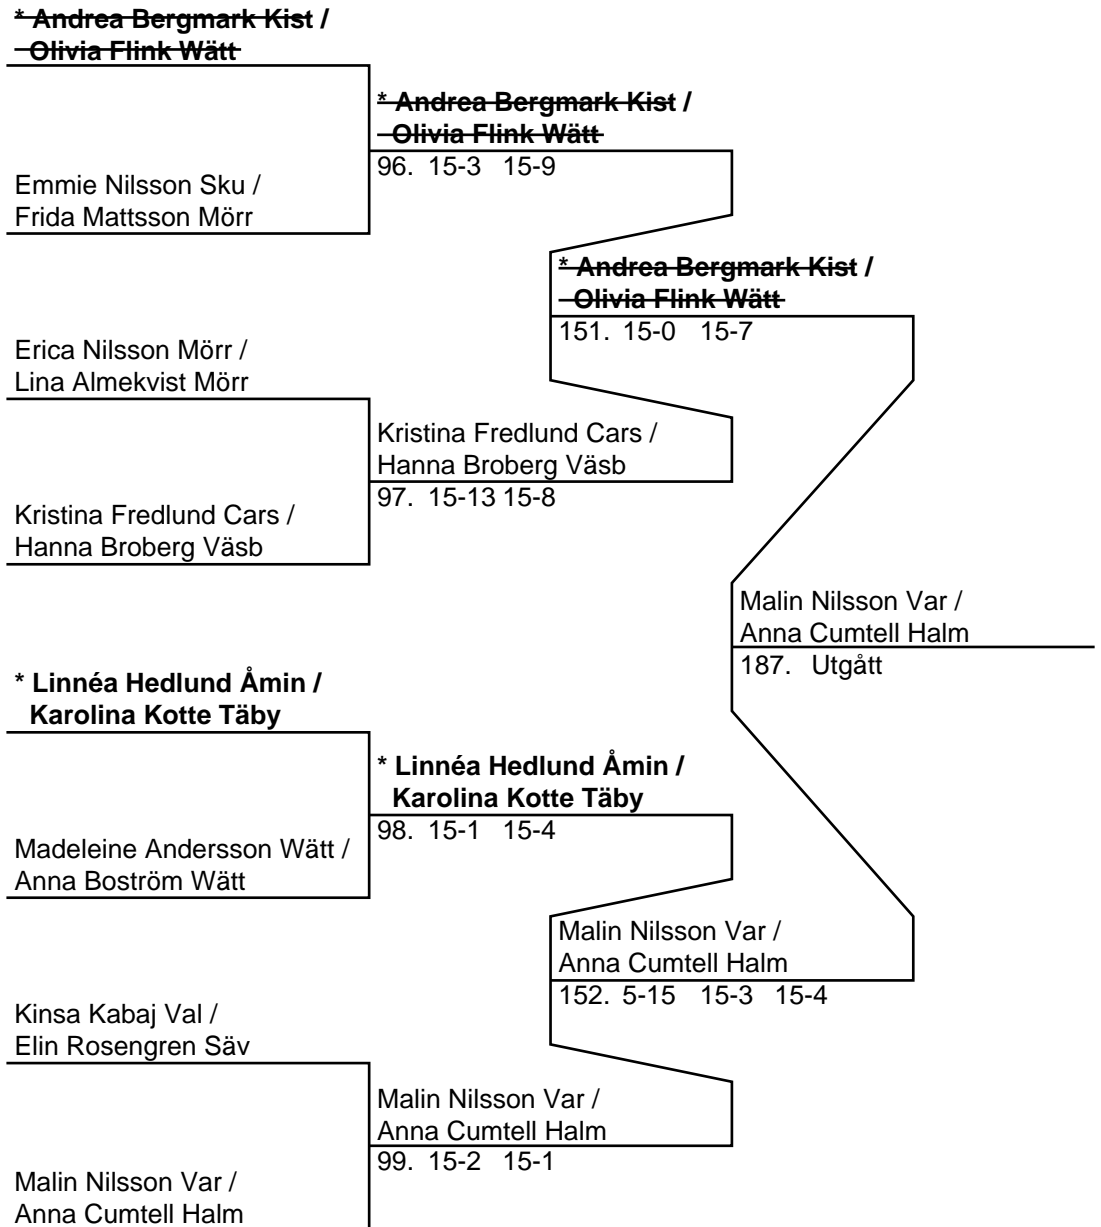 * Andrea Bergmark Kist /
Olivia Flink Wätt
* Andrea Bergmark Kist /
Olivia Flink Wätt
96. 15-3 15-9
Emmie Nilsson Sku /
Frida Mattsson Mörr
* Andrea Bergmark Kist /
Olivia Flink Wätt
151. 15-0 15-7
Erica Nilsson Mörr /
Lina Almekvist Mörr
Kristina Fredlund Cars /
Hanna Broberg Väsb
97. 15-13 15-8
Kristina Fredlund Cars /
Hanna Broberg Väsb
Malin Nilsson Var /
Anna Cumtell Halm
187. Utgått
* Linnéa Hedlund Åmin /
Karolina Kotte Täby
* Linnéa Hedlund Åmin /
Karolina Kotte Täby
98. 15-1 15-4
Madeleine Andersson Wätt /
Anna Boström Wätt
Malin Nilsson Var /
Anna Cumtell Halm
152. 5-15 15-3 15-4
Kinsa Kabaj Val /
Elin Rosengren Säv
Malin Nilsson Var /
Anna Cumtell Halm
99. 15-2 15-1
Malin Nilsson Var /
Anna Cumtell Halm